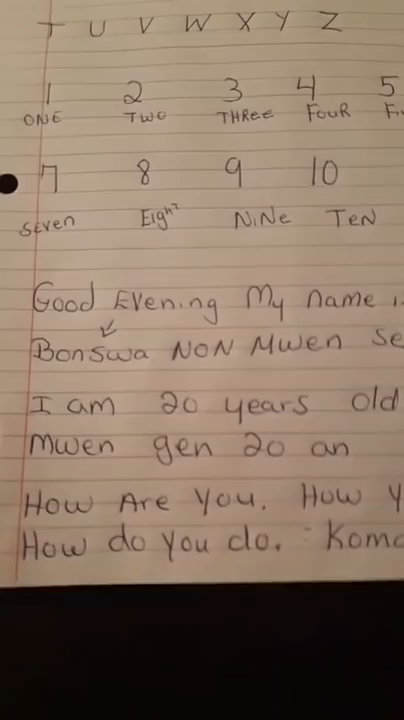 T U V W X Y Z
1 2 3 4 5
ONE TWO THREE FOUR
7 8 9 10
SEVEN Eight NiNe TeN
Good Evening My name
Bonswa NON Mwen se
I am 20 years old
Mwen gen 20 an
How Are You. How
How do you do. =